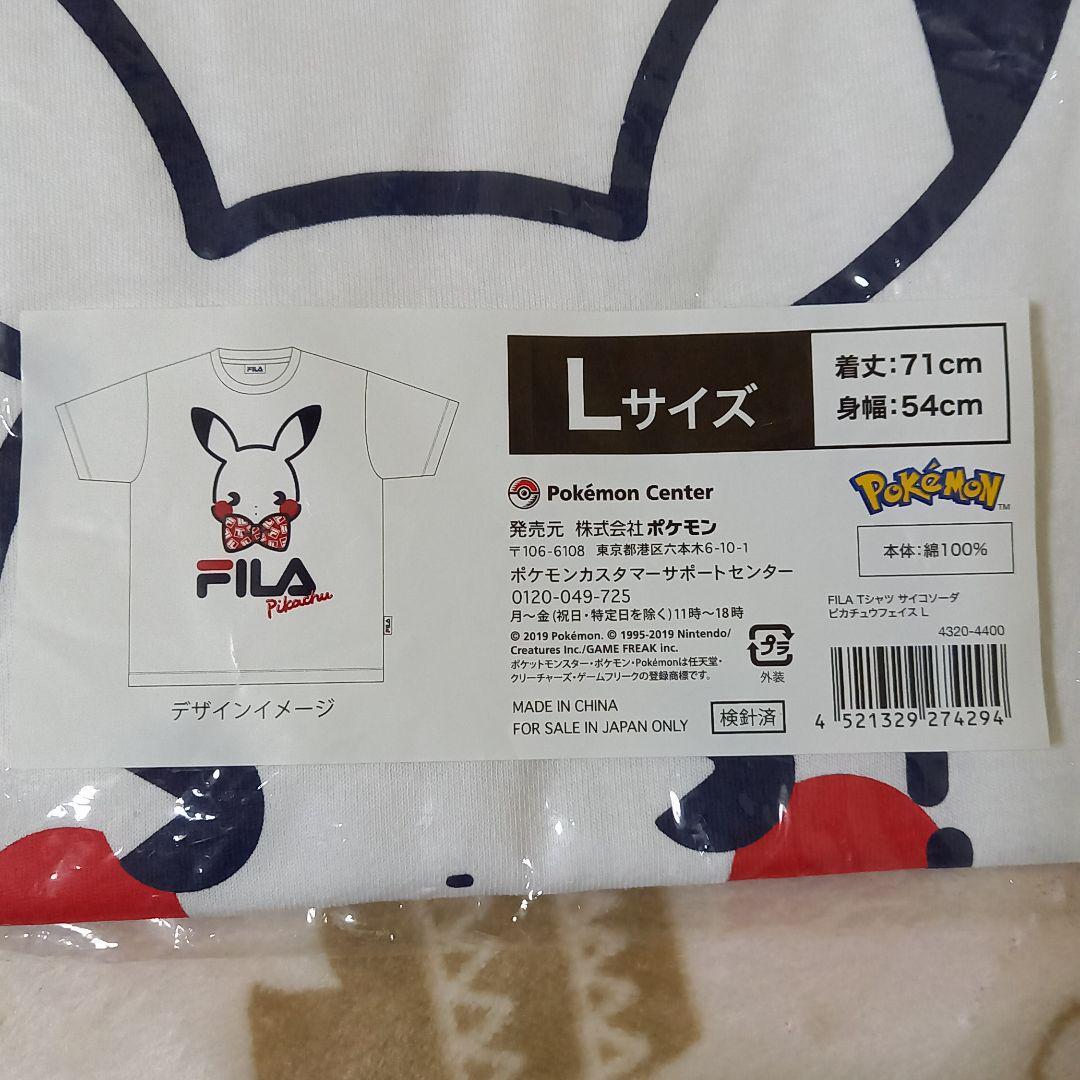 FILA
FILA
Pikachu
FILA
デザインイメージ
Lサイズ
着丈:71cm
身幅:54cm
Pokémon Center
発売元 株式会社ポケモン
〒106-6108 東京都港区六本木6-10-1
ポケモンカスタマーサポートセンター
0120-049-725
月～金(祝日・特定日を除く)11時～18時
© 2019 Pokémon. © 1995-2019 Nintendo/
Creatures Inc./GAME FREAK inc.
ポケットモンスター・ポケモン・Pokémonは任天堂・
クリーチャーズ・ゲームフリークの登録商標です。
MADE IN CHINA
FOR SALE IN JAPAN ONLY
検針済
プラ
外装
POKéMON™
本体:綿100%
FILA Tシャツ サイコソーダ
ピカチュウフェイス L
4320-4400
4 521329 274294